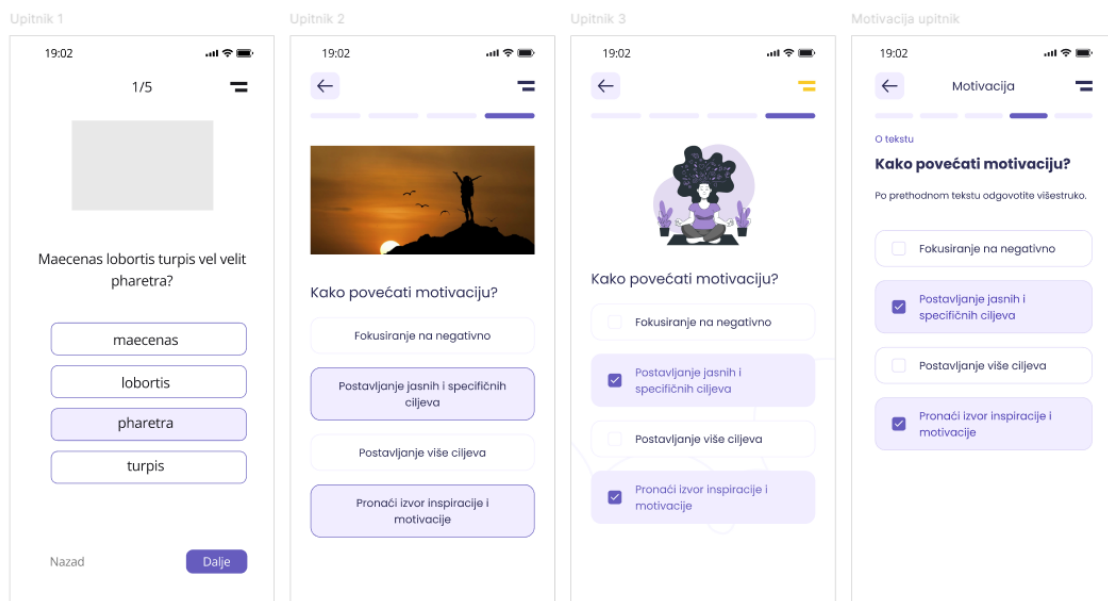 Upitnik 1
19:02
1/5
Maecenas lobortis turpis vel velit
pharetra?
maecenas
lobortis
pharetra
turpis
Nazad
Dalje
Upitnik 2
19:02
Kako povećati motivaciju?
Fokusiranje na negativno
Postavljanje jasnih i specifičnih
ciljeva
Postavljanje više ciljeva
Pronaći izvor inspiracije i
motivacije
Upitnik 3
19:02
Kako povećati motivaciju?
Fokusiranje na negativno
Postavljanje jasnih i
specifičnih ciljeva
Postavljanje više ciljeva
Pronaći izvor inspiracije i
motivacije
Motivacija upitnik
19:02
Motivacija
O tekstu
Kako povećati motivaciju?
Po prethodnom tekstu odgovotite višestruko.
Fokusiranje na negativno
Postavljanje jasnih i
specifičnih ciljeva
Postavljanje više ciljeva
Pronaći izvor inspiracije i
motivacije